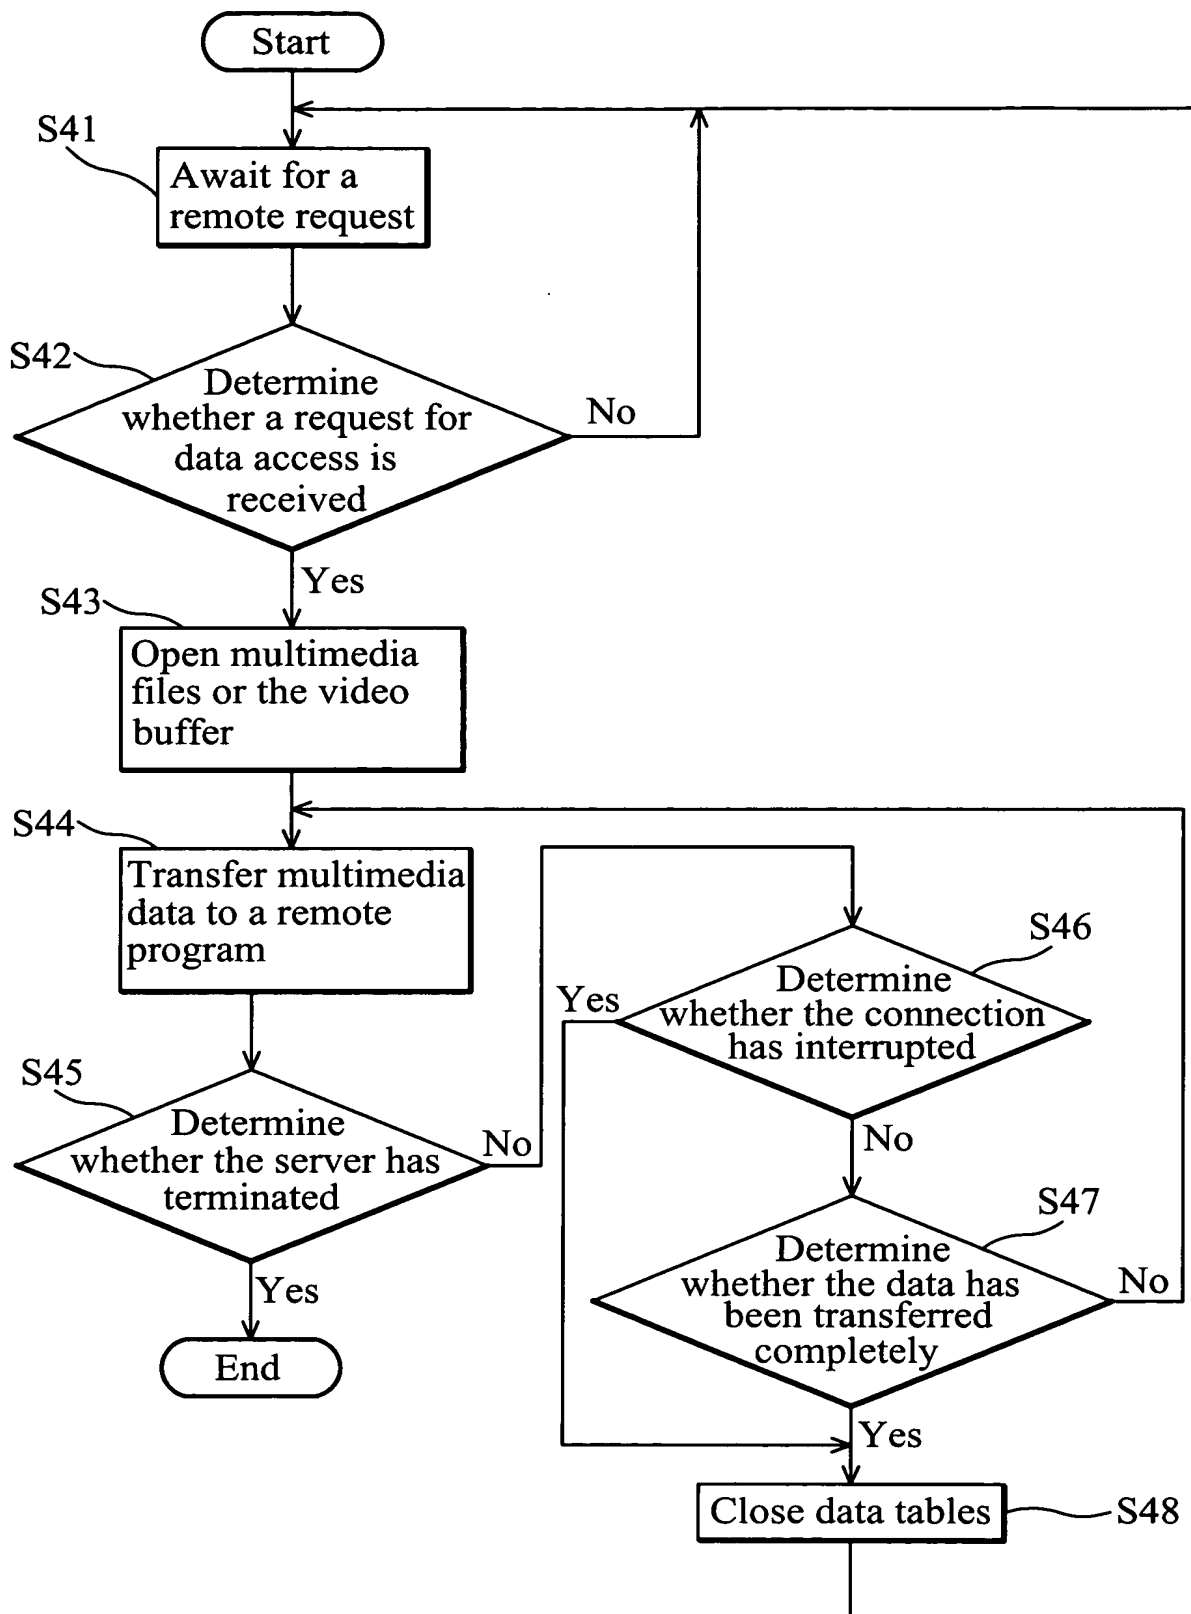 Start
S41
Await for a
remote request
S42
Determine
whether a request for
data access is
received
No
Yes
S43
Open multimedia
files or the video
buffer
S44
Transfer multimedia
data to a remote
program
S45
Determine
whether the server has
terminated
No
Yes
End
S46
Determine
whether the connection
has interrupted
Yes
No
S47
Determine
whether the data has
been transferred
completely
No
Yes
Close data tables
S48